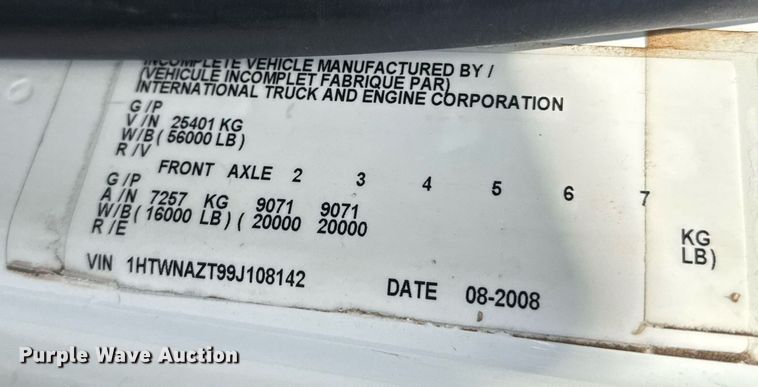 INCOMPLETE VEHICLE MANUFACTURED BY /
(VEHICULE INCOMPLET FABRIQUE PAR)
INTERNATIONAL TRUCK AND ENGINE CORPORATION
G/P
V/N 25401 KG
W/B ( 56000 LB)
R/V
FRONT AXLE 2 3 4 5 6 7
G/P
A/N 7257 KG 9071 9071 KG
W/B( 16000 LB) ( 20000 20000 LB)
R/E
VIN 1HTWNAZT99J108142 DATE 08-2008
Purple Wave Auction